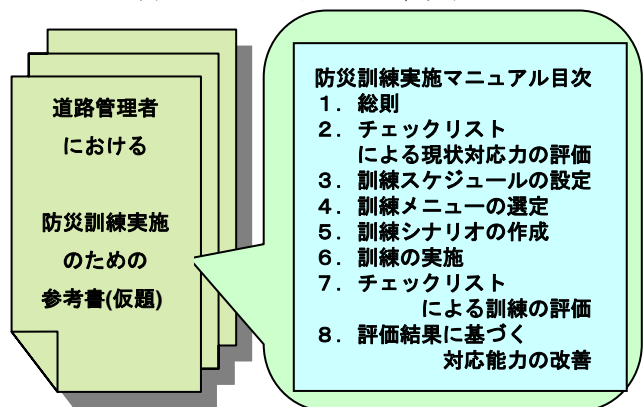 道路管理者
における
防災訓練実施
のための
参考書(仮題)
防災訓練実施マニュアル目次
１．総則
２．チェックリスト
による現状対応力の評価
３．訓練スケジュールの設定
４．訓練メニューの選定
５．訓練シナリオの作成
６．訓練の実施
７．チェックリスト
による訓練の評価
８．評価結果に基づく
対応能力の改善